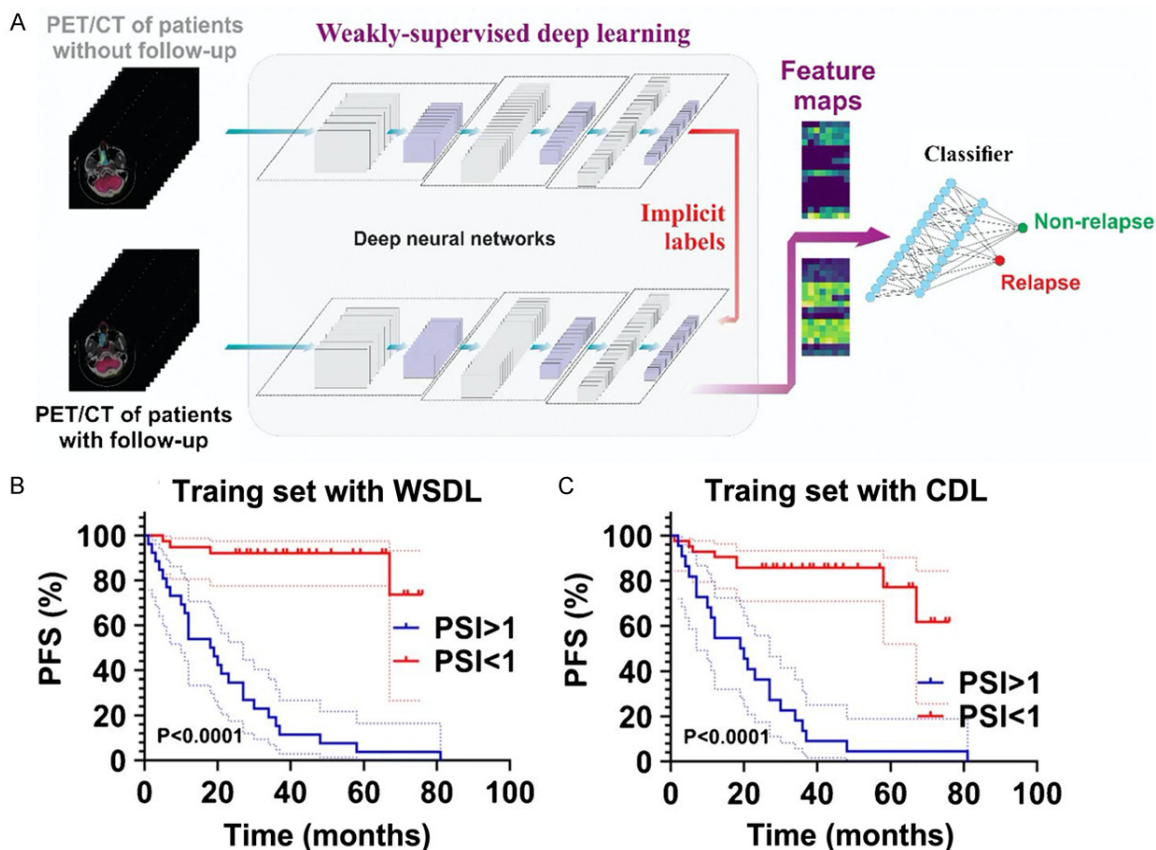 A
PET/CT of patients
without follow-up
Weakly-supervised deep learning
Feature
maps
Classifier
Implicit
labels
Non-relapse
Deep neural networks
Relapse
PET/CT of patients
with follow-up
B
Traing set with WSDL
100
80
60
40
20
0
PFS (%)
PSI>1
PSI<1
P<0.0001
0 20 40 60 80 100
Time (months)
C
Traing set with CDL
100
80
60
40
20
0
PFS (%)
PSI>1
PSI<1
P<0.0001
0 20 40 60 80 100
Time (months)